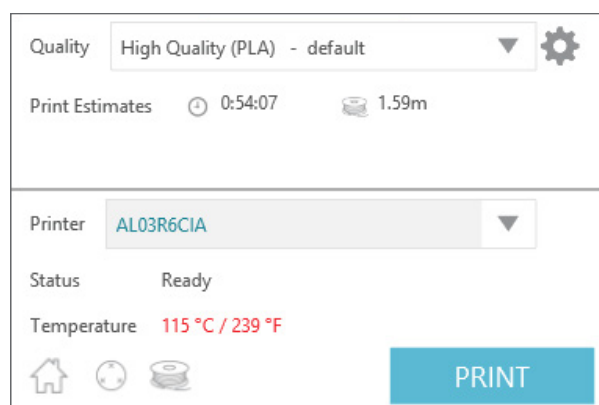 Quality High Quality (PLA) - default
Print Estimates 0:54:07 1.59m
Printer AL03R6CIA
Status Ready
Temperature 115 °C / 239 °F
PRINT